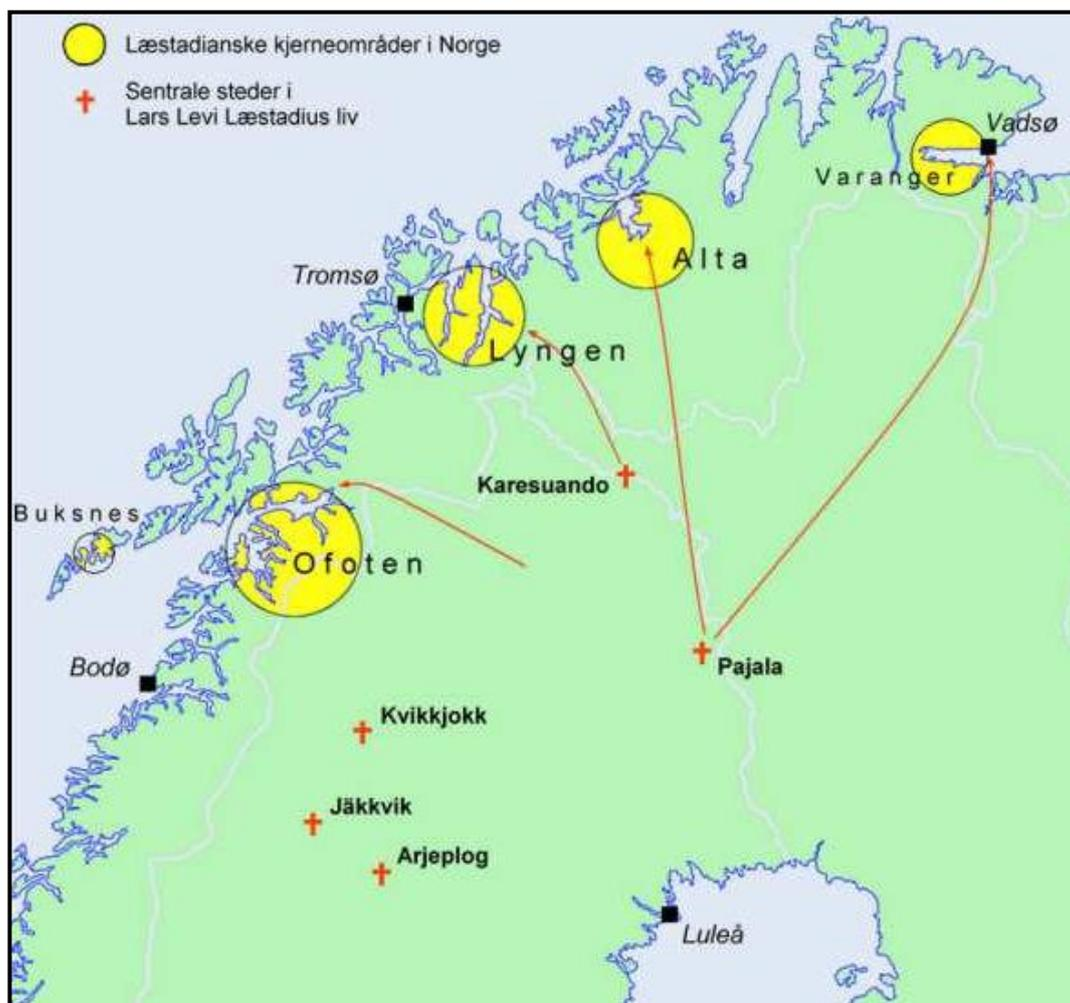 Læstadianske kjerneområder i Norge
Sentrale steder i
Lars Levi Læstadius liv
Vadsø
Varanger
Alta
Tromsø
Lyngen
Karesuando
Buksnes
Ofoten
Pajala
Bodø
Kvikkjokk
Jäkkvik
Arjeplog
Luleå